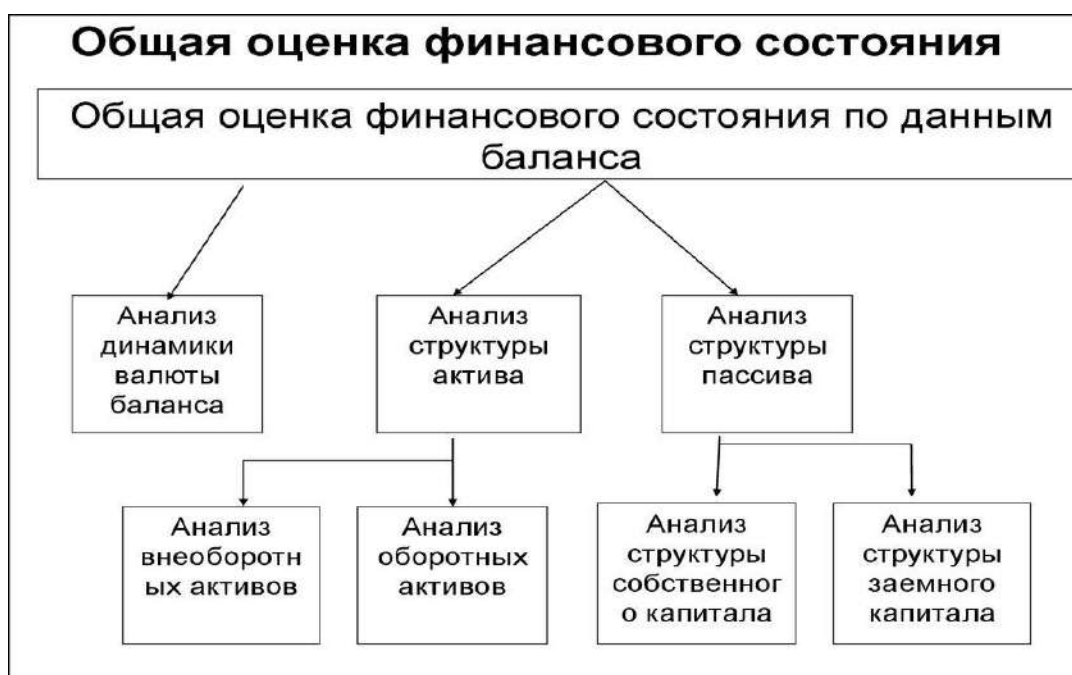 Общая оценка финансового состояния
Общая оценка финансового состояния по данным
баланса
Анализ
динамики
валюты
баланса
Анализ
структуры
актива
Анализ
структуры
пассива
Анализ
внеоборотн
ых активов
Анализ
оборотных
активов
Анализ
структуры
собственног
о капитала
Анализ
структуры
заемного
капитала